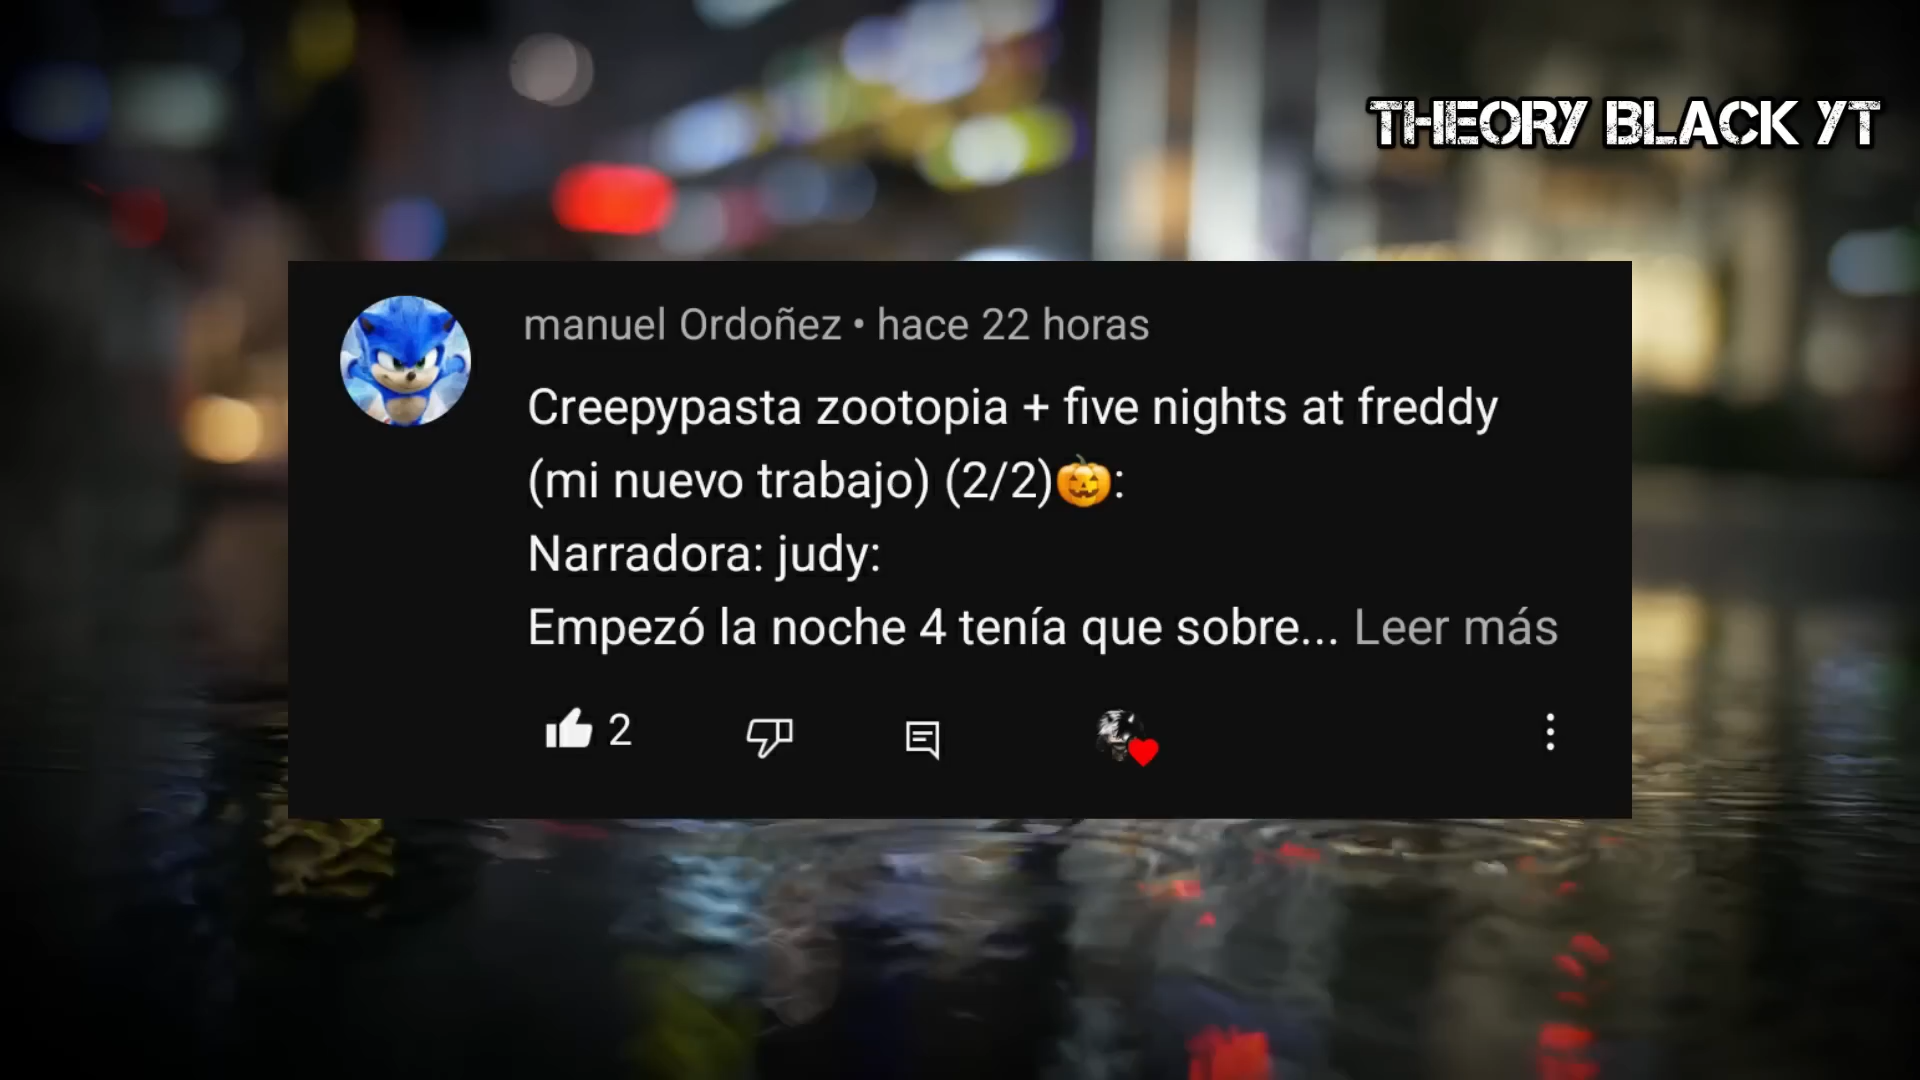 THEORY BLACK YT
manuel Ordoñez • hace 22 horas
Creepypasta zootopia + five nights at freddy
(mi nuevo trabajo) (2/2)🎃:
Narradora: judy:
Empezó la noche 4 tenía que sobre... Leer más
2